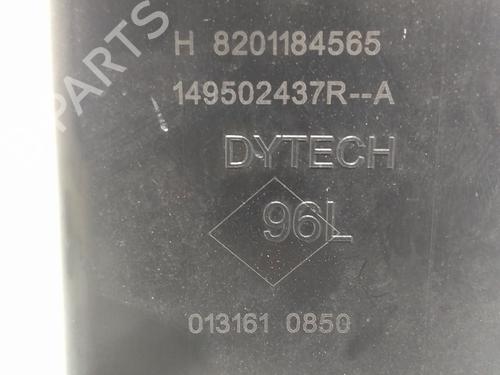 H 8201184565
149502437R--A
DYTECH
96L
013161 0850
PARTS